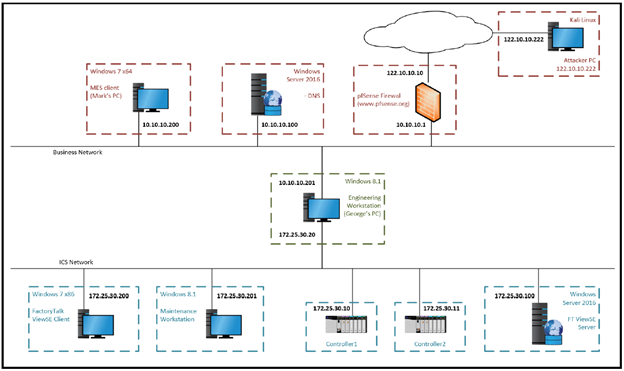 Kali Linux
122.10.10.222
Attacker PC
122.10.10.222
Windows 7 x64
MES client
(Mark's PC)
10.10.10.200
Windows
Server 2016
- DNS
10.10.10.100
122.10.10.10
pfSense Firewal
(www.pfsense.org)
10.10.10.1
Business Network
10.10.10.201
Windows 8.1
Engineering
Workstation
(George's PC)
172.25.30.20
ICS Network
Windows 7 x86
172.25.30.200
FactoryTalk
ViewSE Client
Windows 8.1
172.25.30.201
Maintenance
Workstation
172.25.30.10
Controller1
172.25.30.11
Controller2
172.25.30.100
Windows
Server 2016
FT ViewSE
Server